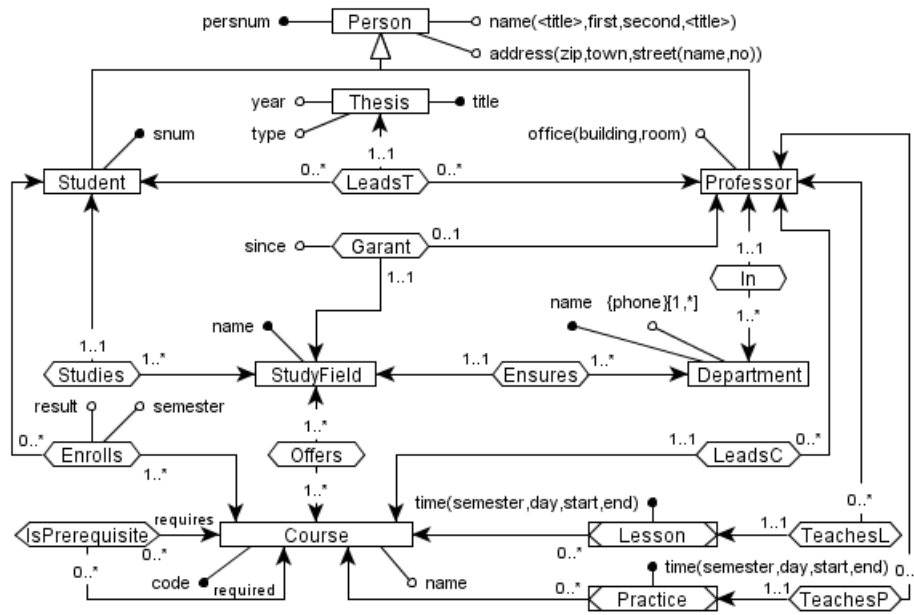 persnum Person name(<title>,first,second,<title>)
address(zip,town,street(name,no))
year Thesis title
type
snum
office(building,room)
1..1
0..* 0..*
Student LeadsT Professor
since Garant 0..1
1..1
1..1
In
name {phone}[1,*]
1..*
name
1..1 1..* 1..1 1..*
Studies StudyField Ensures Department
result semester
1..*
0..* Enrolls Offers 1..1 LeadsC 0..*
1..* 1..*
time(semester,day,start,end) 0..*
IsPrerequisite requires Course Lesson 1..1 TeachesL
0..* 0..*
0..* time(semester,day,start,end) 0..
code required name 0..* 1..1
Practice TeachesP